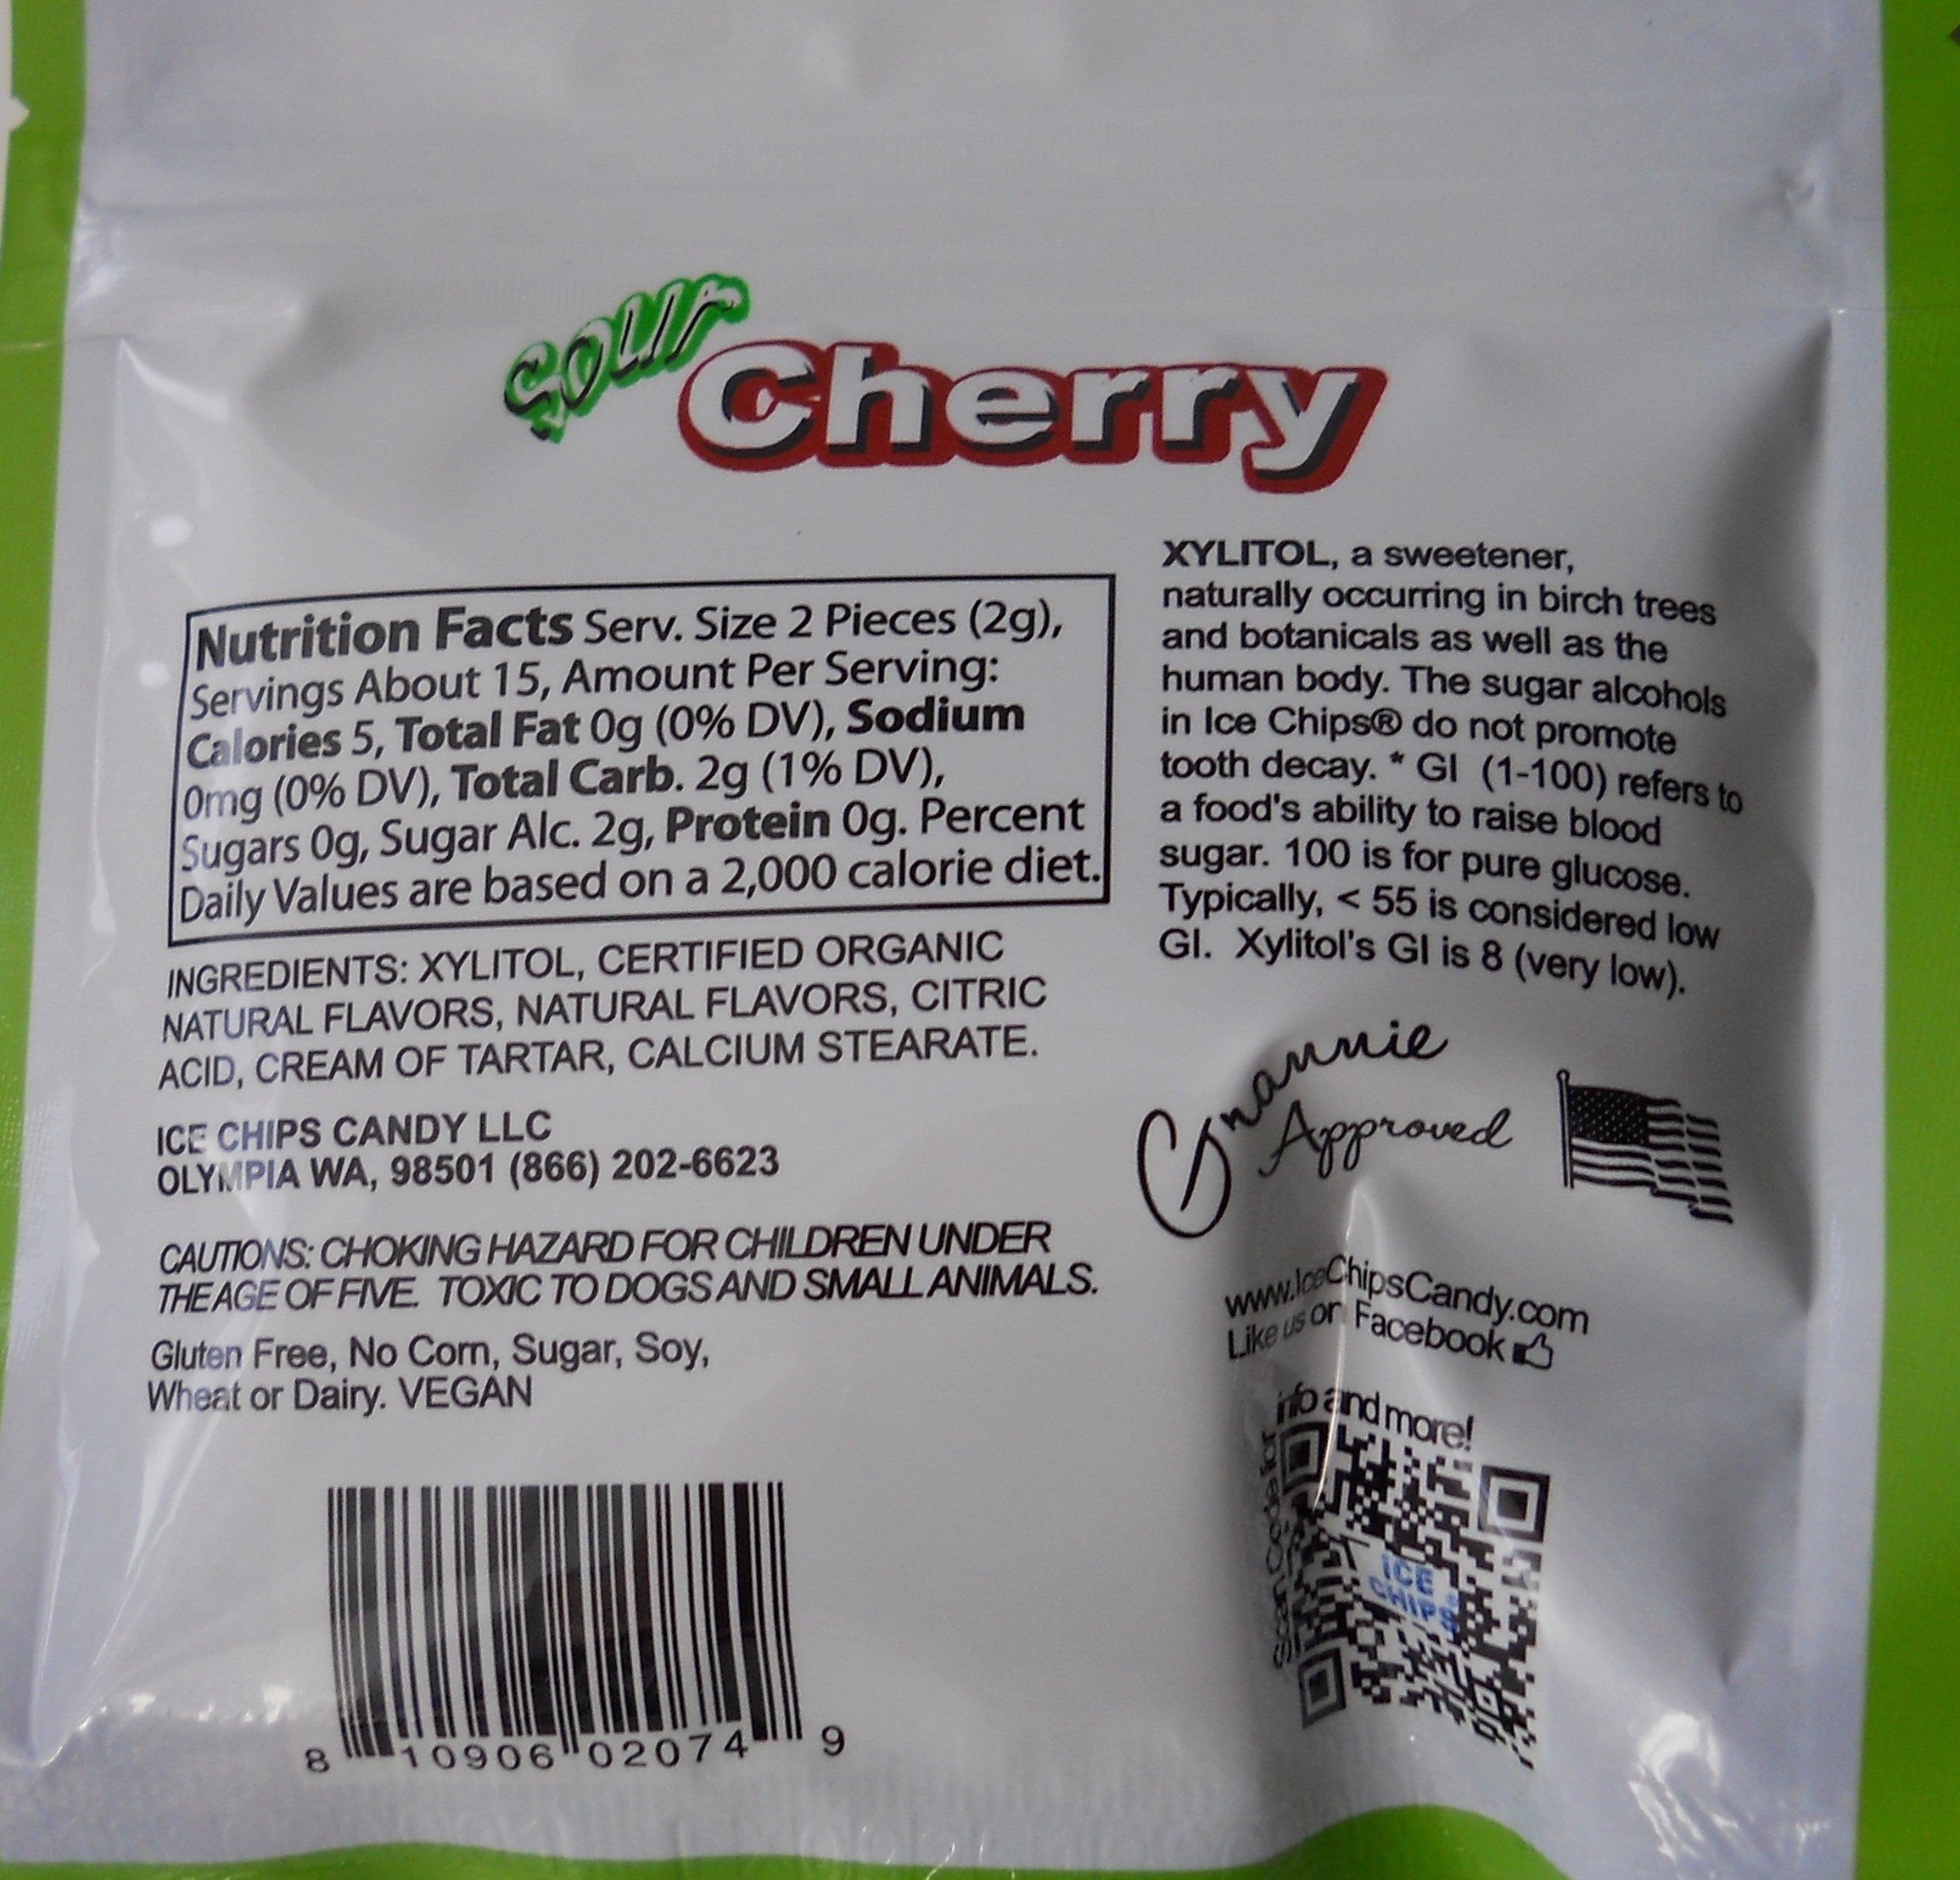 sour
Cherry
Nutrition Facts Serv. Size 2 Pieces (2g),
Servings About 15, Amount Per Serving:
Calories 5, Total Fat 0g (0% DV), Sodium
0mg (0% DV), Total Carb. 2g (1% DV),
Sugars 0g, Sugar Alc. 2g, Protein 0g. Percent
Daily Values are based on a 2,000 calorie diet.
INGREDIENTS: XYLITOL, CERTIFIED ORGANIC
NATURAL FLAVORS, NATURAL FLAVORS, CITRIC
ACID, CREAM OF TARTAR, CALCIUM STEARATE.
ICE CHIPS CANDY LLC
OLYMPIA WA, 98501 (866) 202-6623
CAUTIONS: CHOKING HAZARD FOR CHILDREN UNDER
THE AGE OF FIVE. TOXIC TO DOGS AND SMALL ANIMALS.
Gluten Free, No Corn, Sugar, Soy,
Wheat or Dairy. VEGAN
8 10906 02074 9
XYLITOL, a sweetener,
naturally occurring in birch trees
and botanicals as well as the
human body. The sugar alcohols
in Ice Chips® do not promote
tooth decay. * GI (1-100) refers to
a food's ability to raise blood
sugar. 100 is for pure glucose.
Typically, < 55 is considered low
GI. Xylitol's GI is 8 (very low).
Grannie
Approved
www.IceChipsCandy.com
Like us on Facebook
Scan Code for
info and more!
ICE
CHIPS®